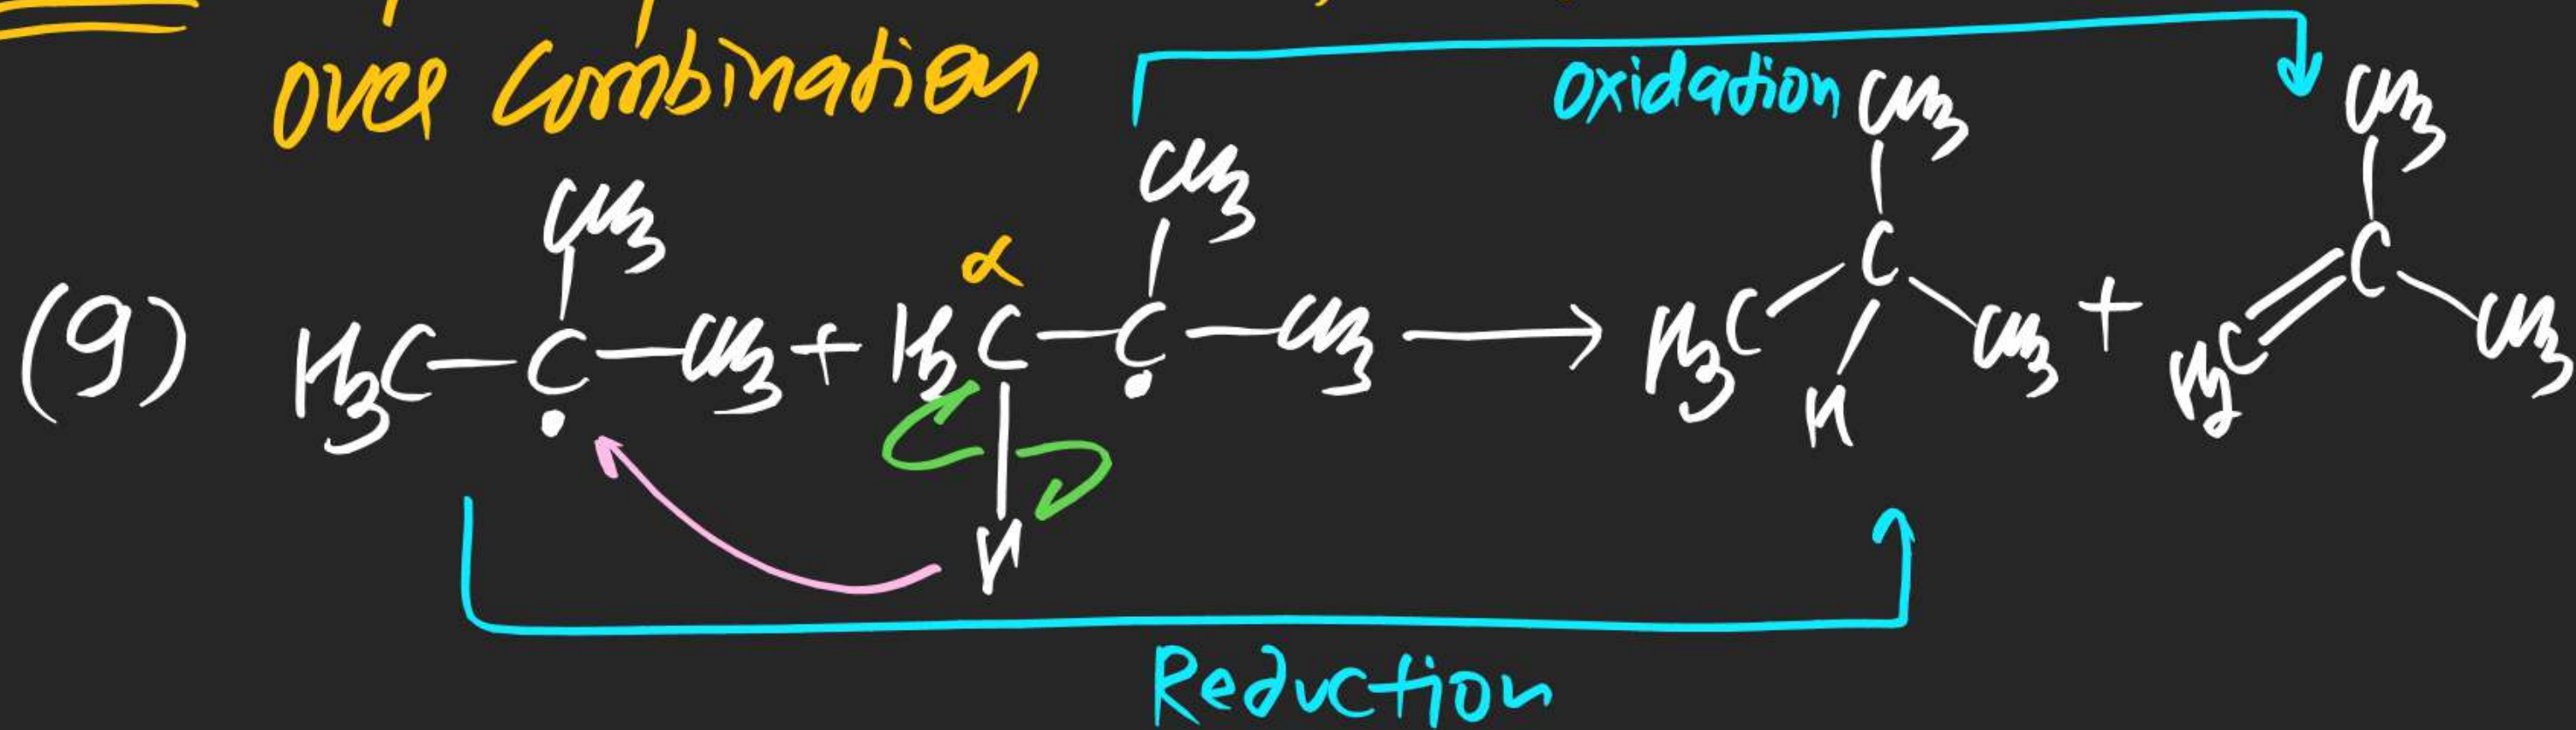 over Combination
Oxidation
CH3 CH3
CH3 CH3
α
(9) H3C—C—CH3 + H2C—C—CH3 → H3C C CH3 + H2C C CH3
H H
Reduction